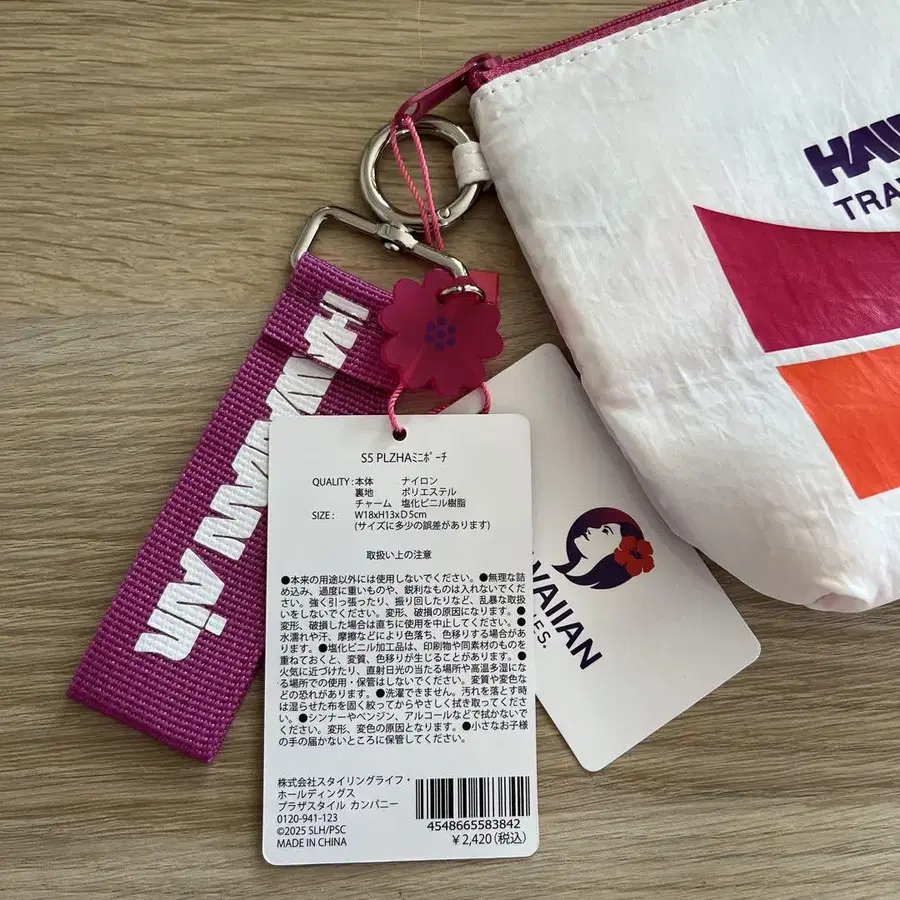 HAWAIIAN AIR
S5 PLZHAミニポーチ
QUALITY : 本体 ナイロン
裏地 ポリエステル
チャーム 塩化ビニル樹脂
SIZE : W18xH13xD5cm
(サイズに多少の誤差があります)
取扱い上の注意
●本来の用途以外には使用しないでください。●無理な詰
め込み、過度に重いものや、鋭利なものは入れないでく
ださい。強く引っ張ったり、振り回したりなど、乱暴な取扱
いをしないでください。変形、破損の原因になります。●
変形、破損した場合は直ちに使用を中止してください。●
水濡れや汗、摩擦などにより色落ち、色移りする場合があ
ります。●塩化ビニル加工品は、印刷物や同素材のものを
重ねておくと、変質、色移りが生じることがあります。●
火気に近づけたり、直射日光の当たる場所や高温多湿にな
る場所での使用・保管はしないでください。変質や変色な
どの恐れがあります。●洗濯できません。汚れを落とす時
は湿らせた布を固く絞ってからやさしく拭き取ってくださ
い。●シンナーやベンジン、アルコールなどで拭かないで
ください。変形、変色の原因となります。●小さなお子様
の手の届かないところに保管してください。
株式会社スタイリングライフ・
ホールディングス
プラザスタイル カンパニー
0120-941-123
©2025 SLH/PSC
MADE IN CHINA
4548665583842
¥2,420(税込)